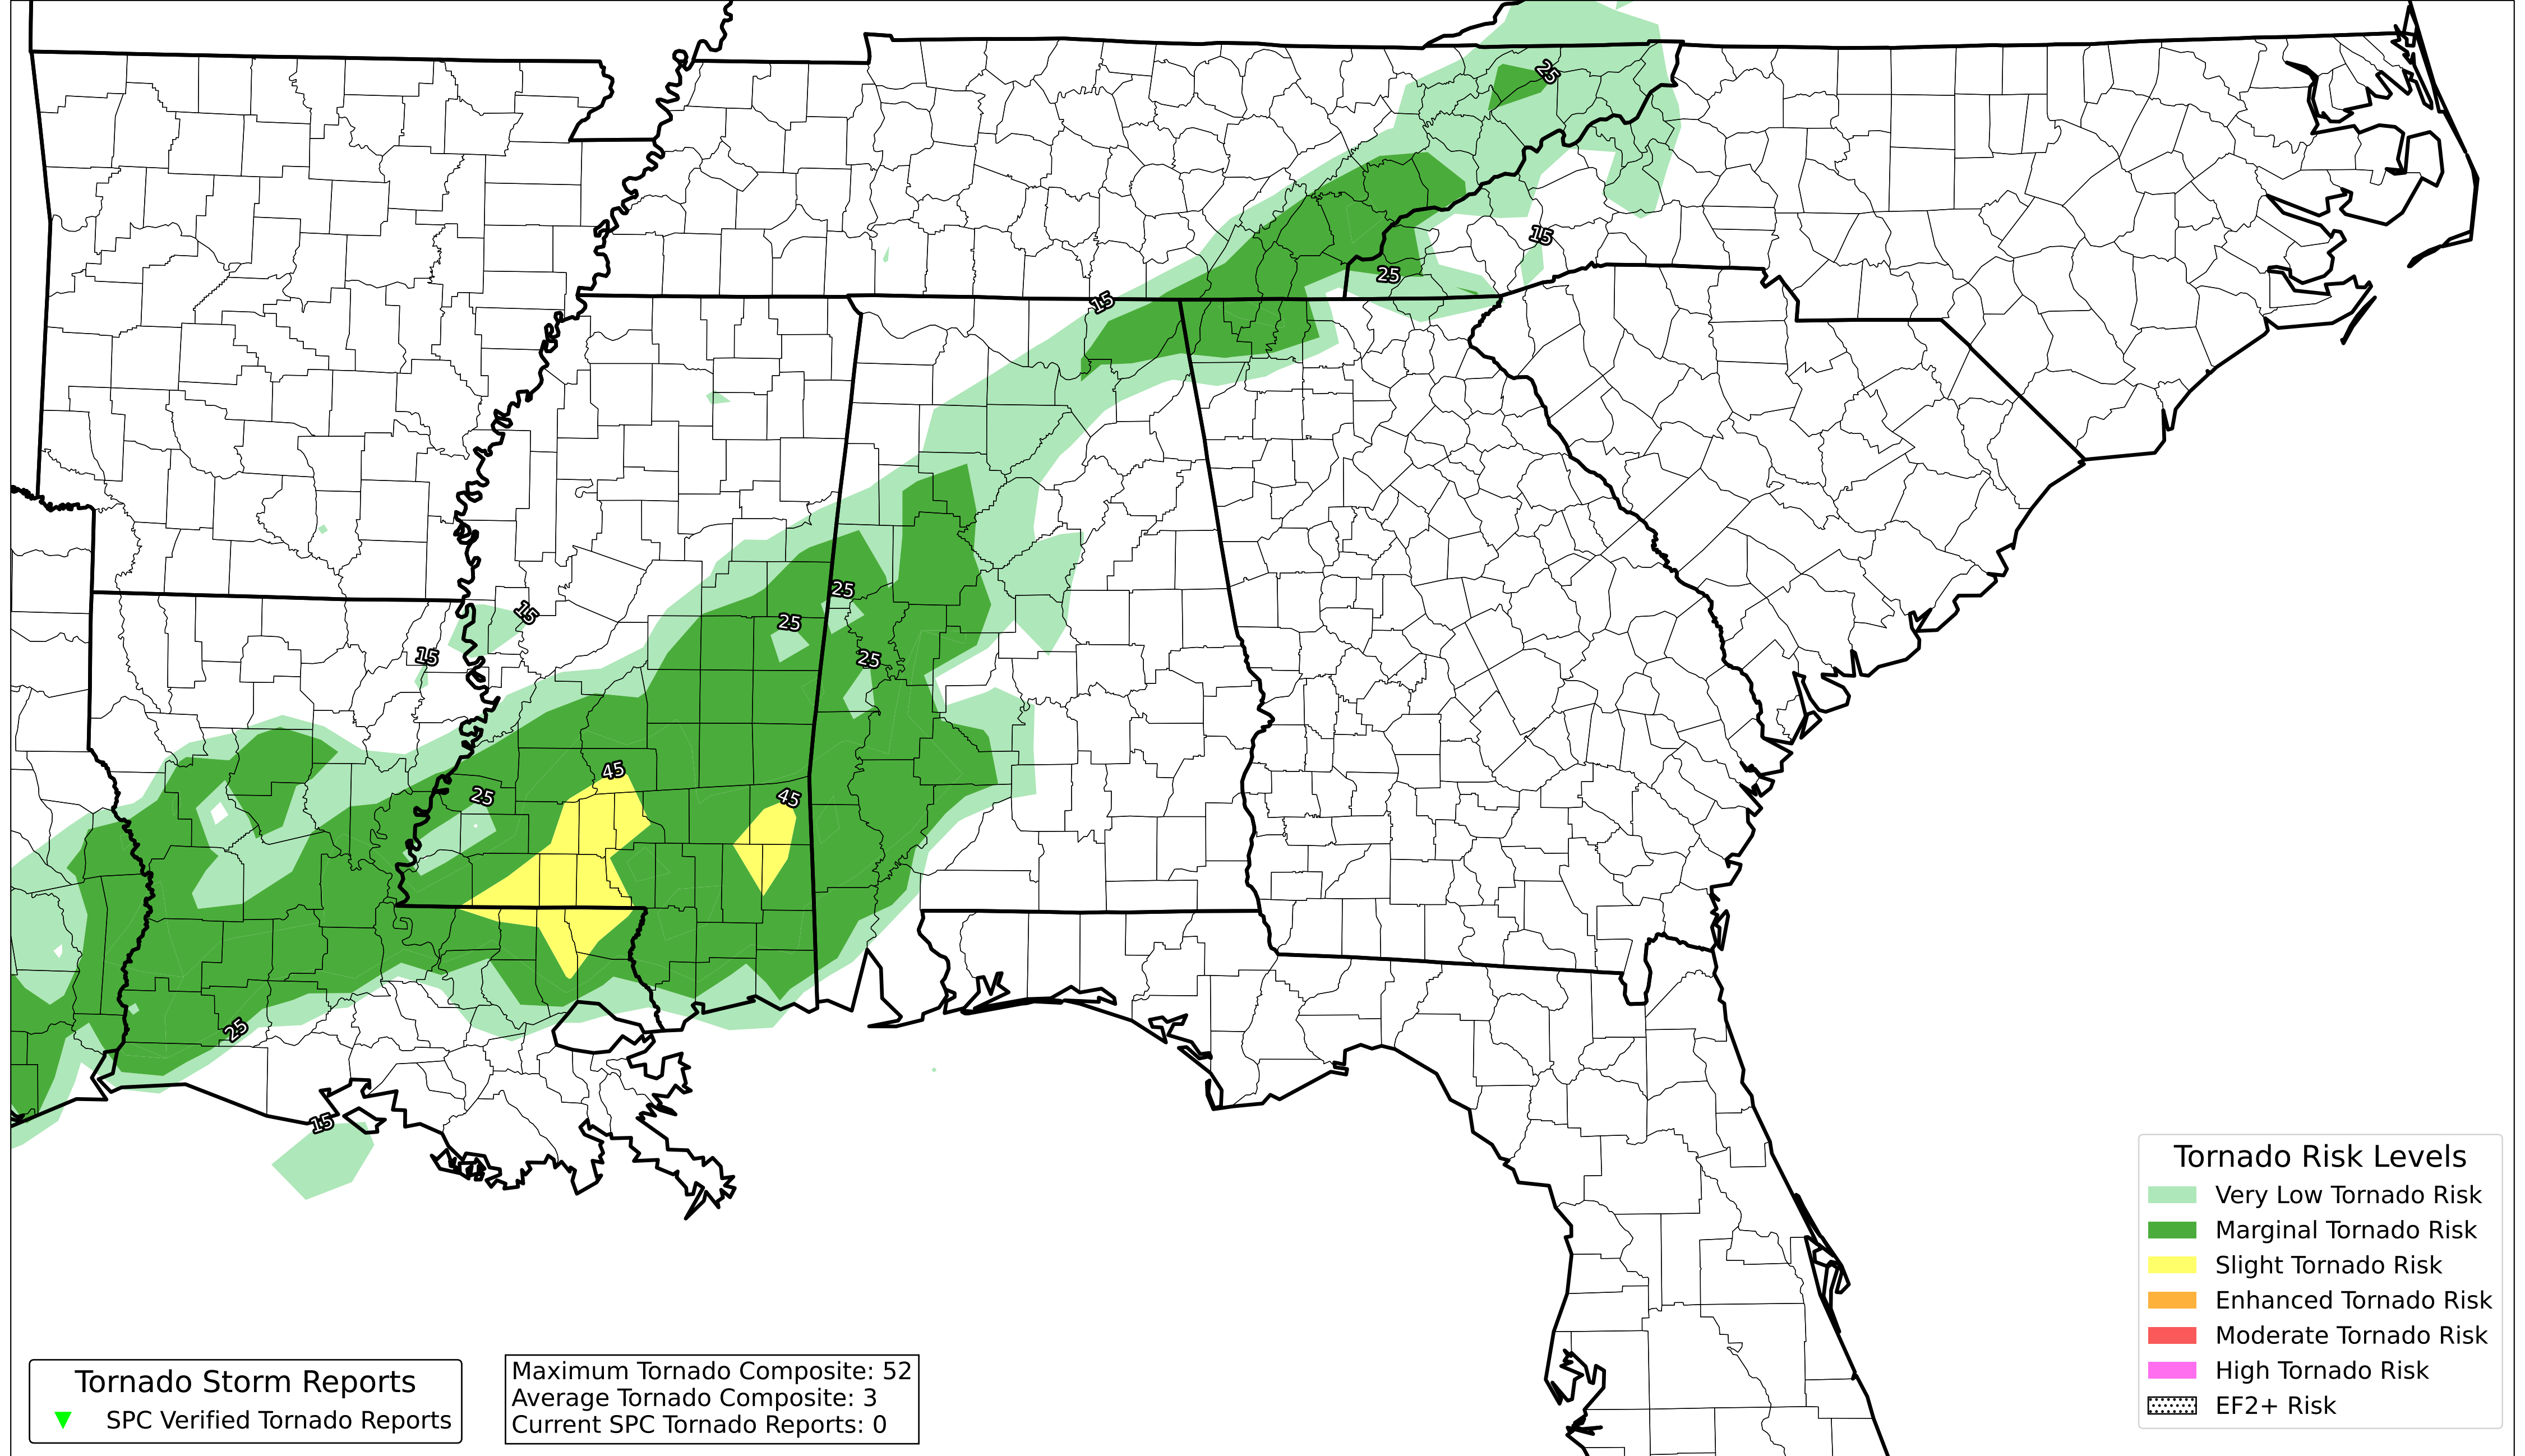 25
15
25
15
25
25
15
25
15
45
25
45
25
15
Tornado Risk Levels
Very Low Tornado Risk
Marginal Tornado Risk
Slight Tornado Risk
Enhanced Tornado Risk
Moderate Tornado Risk
High Tornado Risk
EF2+ Risk
Tornado Storm Reports
SPC Verified Tornado Reports
Maximum Tornado Composite: 52
Average Tornado Composite: 3
Current SPC Tornado Reports: 0